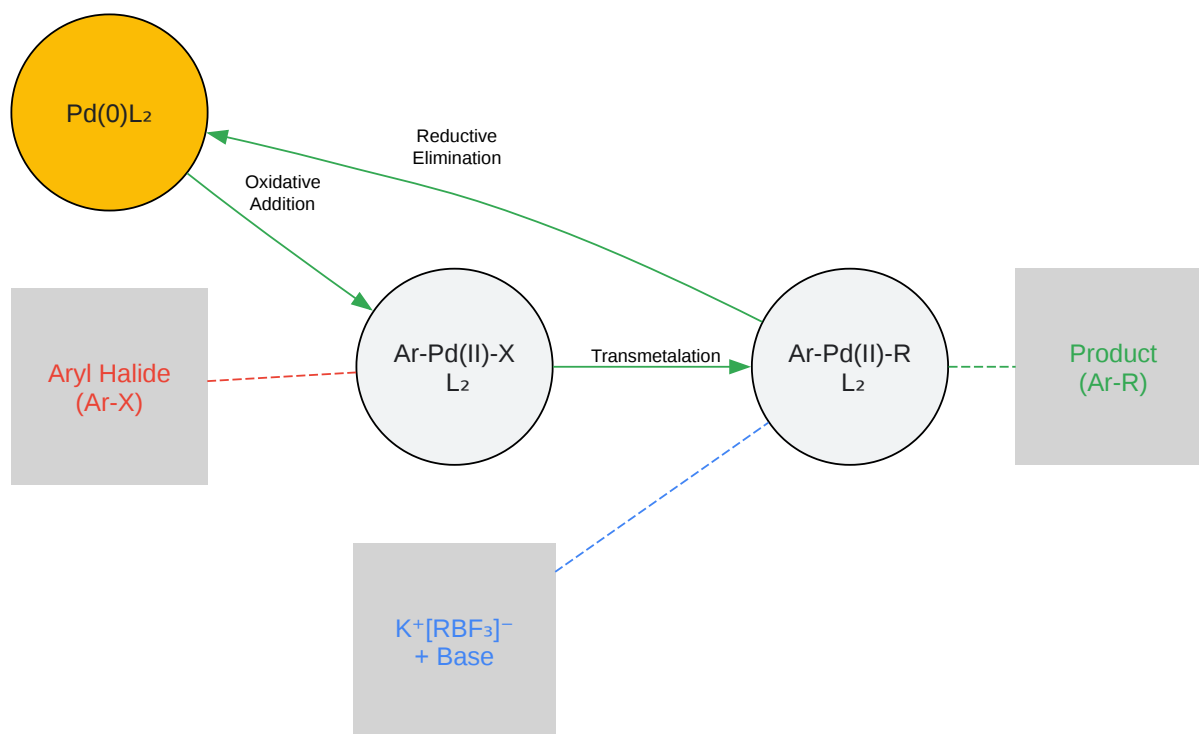 Pd(0)L₂
Reductive
Elimination
Oxidative
Addition
Aryl Halide
(Ar-X)
Ar-Pd(II)-X
L₂
Transmetalation
Ar-Pd(II)-R
L₂
Product
(Ar-R)
K⁺[RBF₃]⁻
+ Base